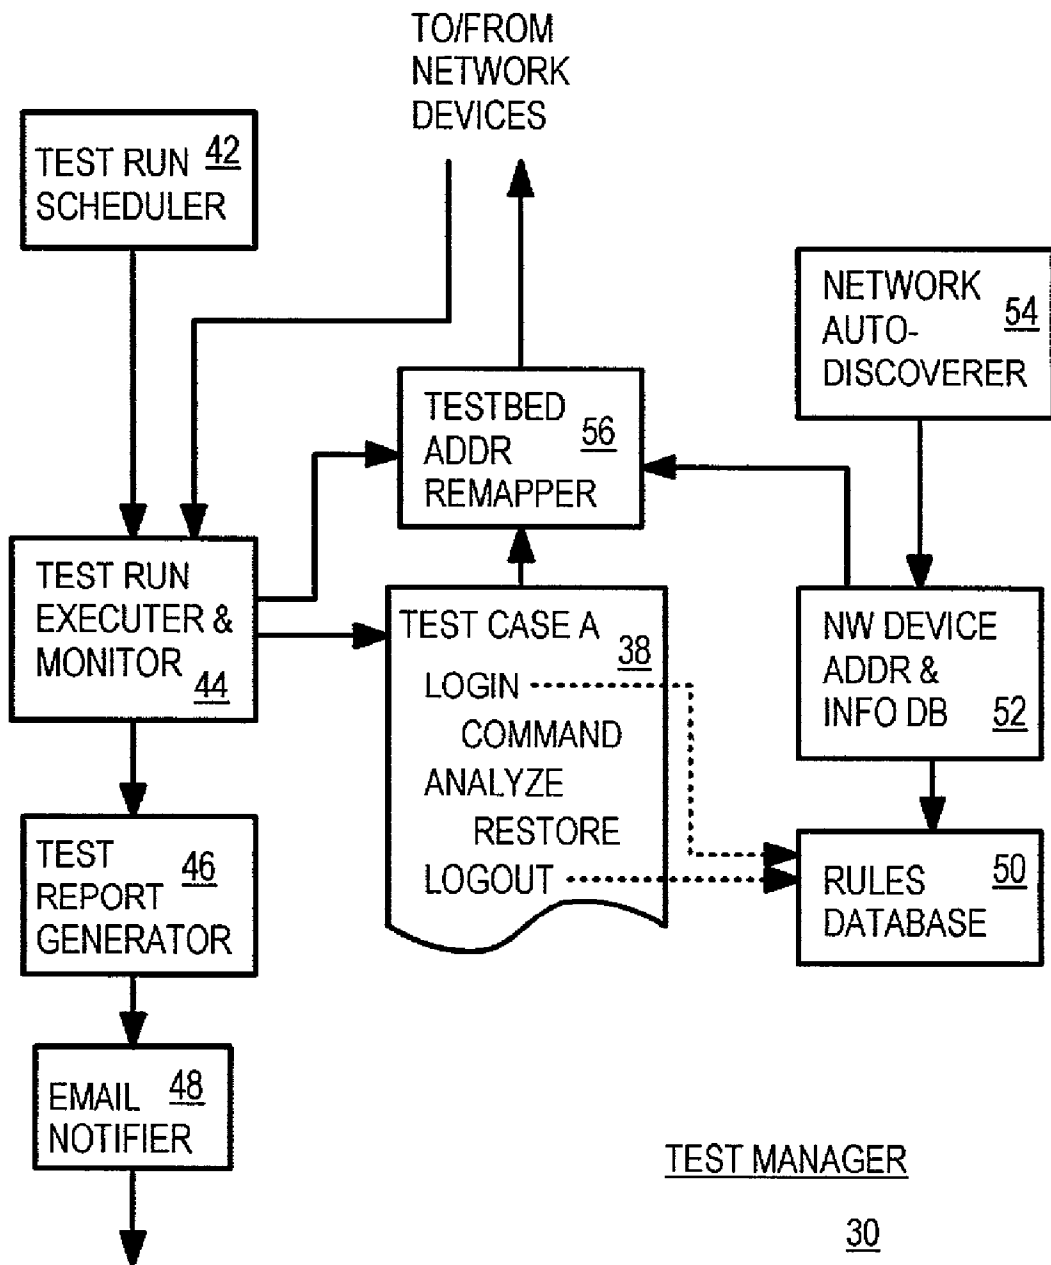 TO/FROM
NETWORK
DEVICES
TEST RUN 42
SCHEDULER
NETWORK
AUTO- 54
DISCOVERER
TESTBED
ADDR 56
REMAPPER
TEST RUN
EXECUTER &
MONITOR 44
TEST CASE A
38
LOGIN
COMMAND
ANALYZE
RESTORE
LOGOUT
NW DEVICE
ADDR &
INFO DB 52
TEST 46
REPORT
GENERATOR
RULES 50
DATABASE
EMAIL 48
NOTIFIER
TEST MANAGER
30